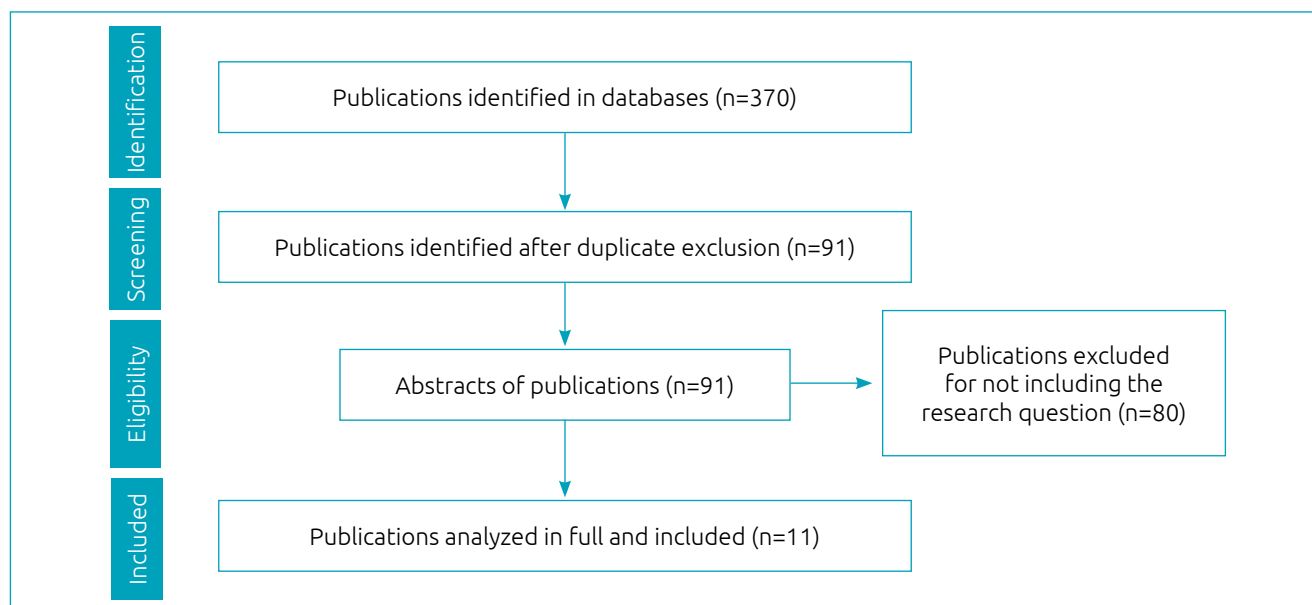 Identification
Publications identified in databases (n=370)
Screening
Publications identified after duplicate exclusion (n=91)
Eligibility
Abstracts of publications (n=91)
Publications excluded
for not including the
research question (n=80)
Included
Publications analyzed in full and included (n=11)